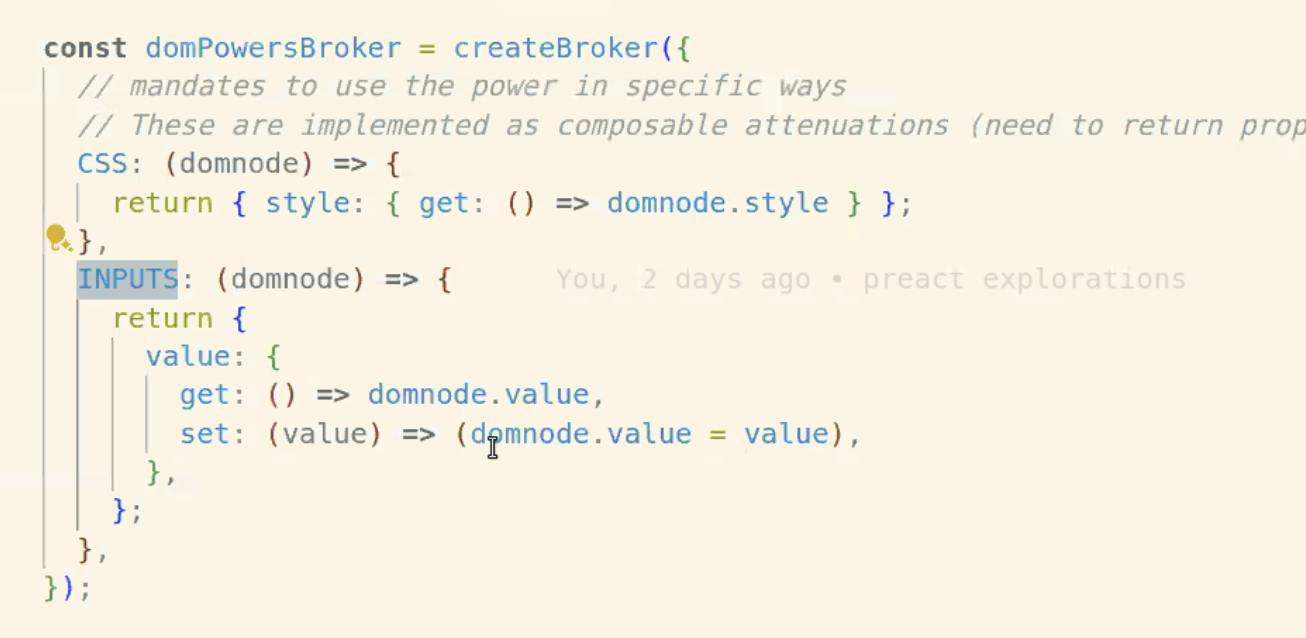 const domPowersBroker = createBroker({
// mandates to use the power in specific ways
// These are implemented as composable attenuations (need to return
CSS: (domnode) => {
return { style: { get: () => domnode.style } };
},
INPUTS: (domnode) => { You, 2 days ago • preact explorations
return {
value: {
get: () => domnode.value,
set: (value) => (domnode.value = value),
},
};
},
});